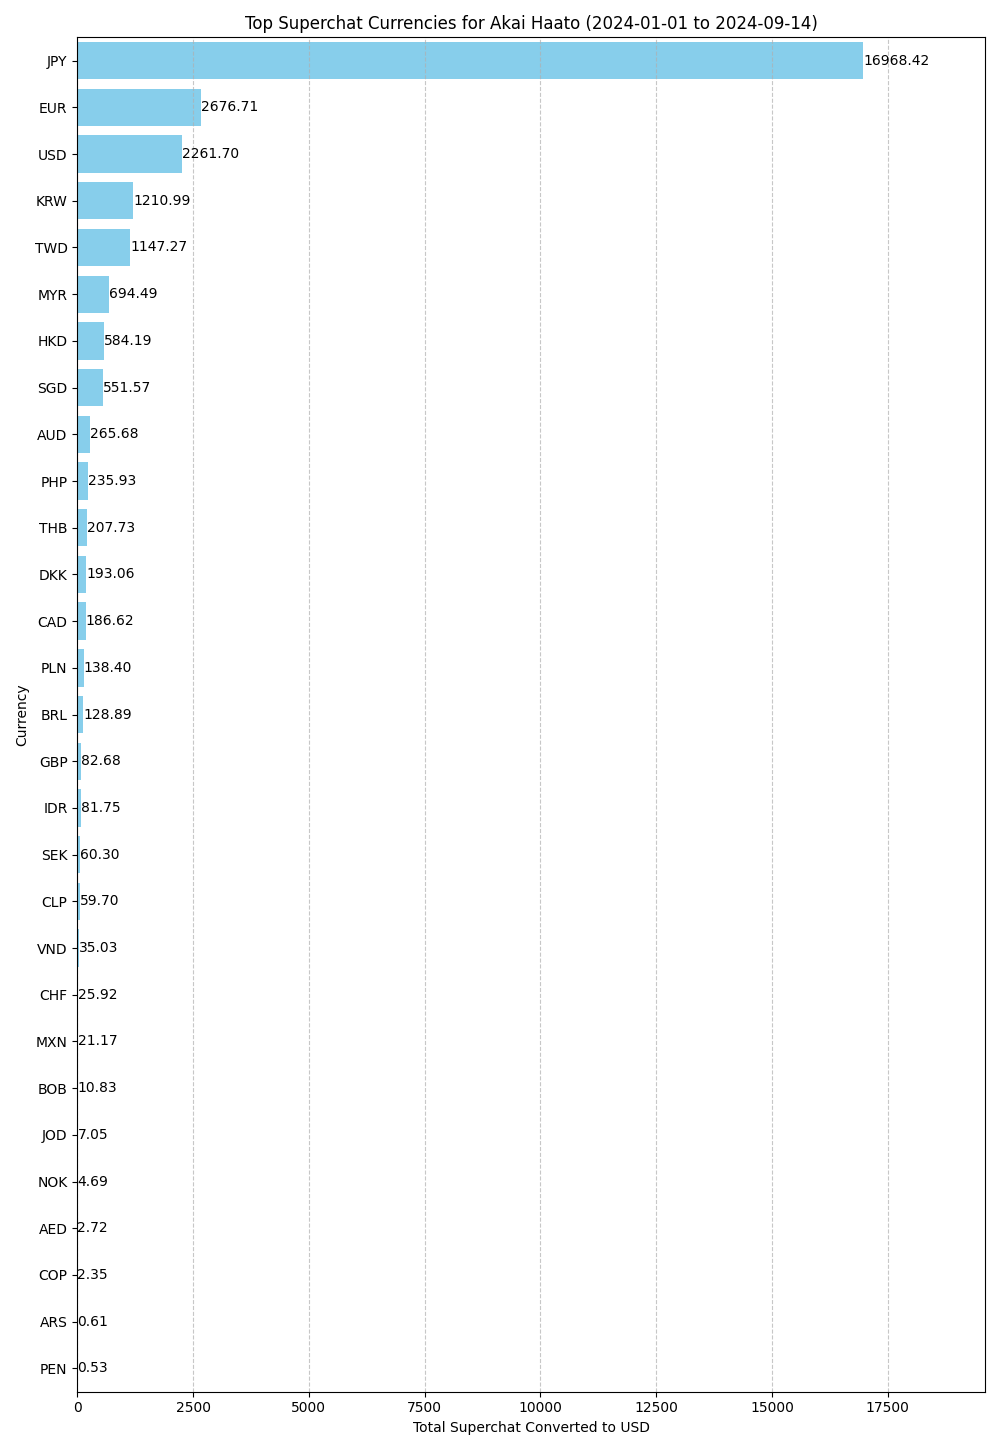 Top Superchat Currencies for Akai Haato (2024-01-01 to 2024-09-14)
JPY 16968.42
EUR 2676.71
USD 2261.70
KRW 1210.99
TWD 1147.27
MYR 694.49
HKD 584.19
SGD 551.57
AUD 265.68
PHP 235.93
THB 207.73
DKK 193.06
CAD 186.62
PLN 138.40
BRL 128.89
GBP 82.68
IDR 81.75
SEK 60.30
CLP 59.70
VND 35.03
CHF 25.92
MXN 21.17
BOB 10.83
JOD 7.05
NOK 4.69
AED 2.72
COP 2.35
ARS 0.61
PEN 0.53
Currency
0 2500 5000 7500 10000 12500 15000 17500
Total Superchat Converted to USD